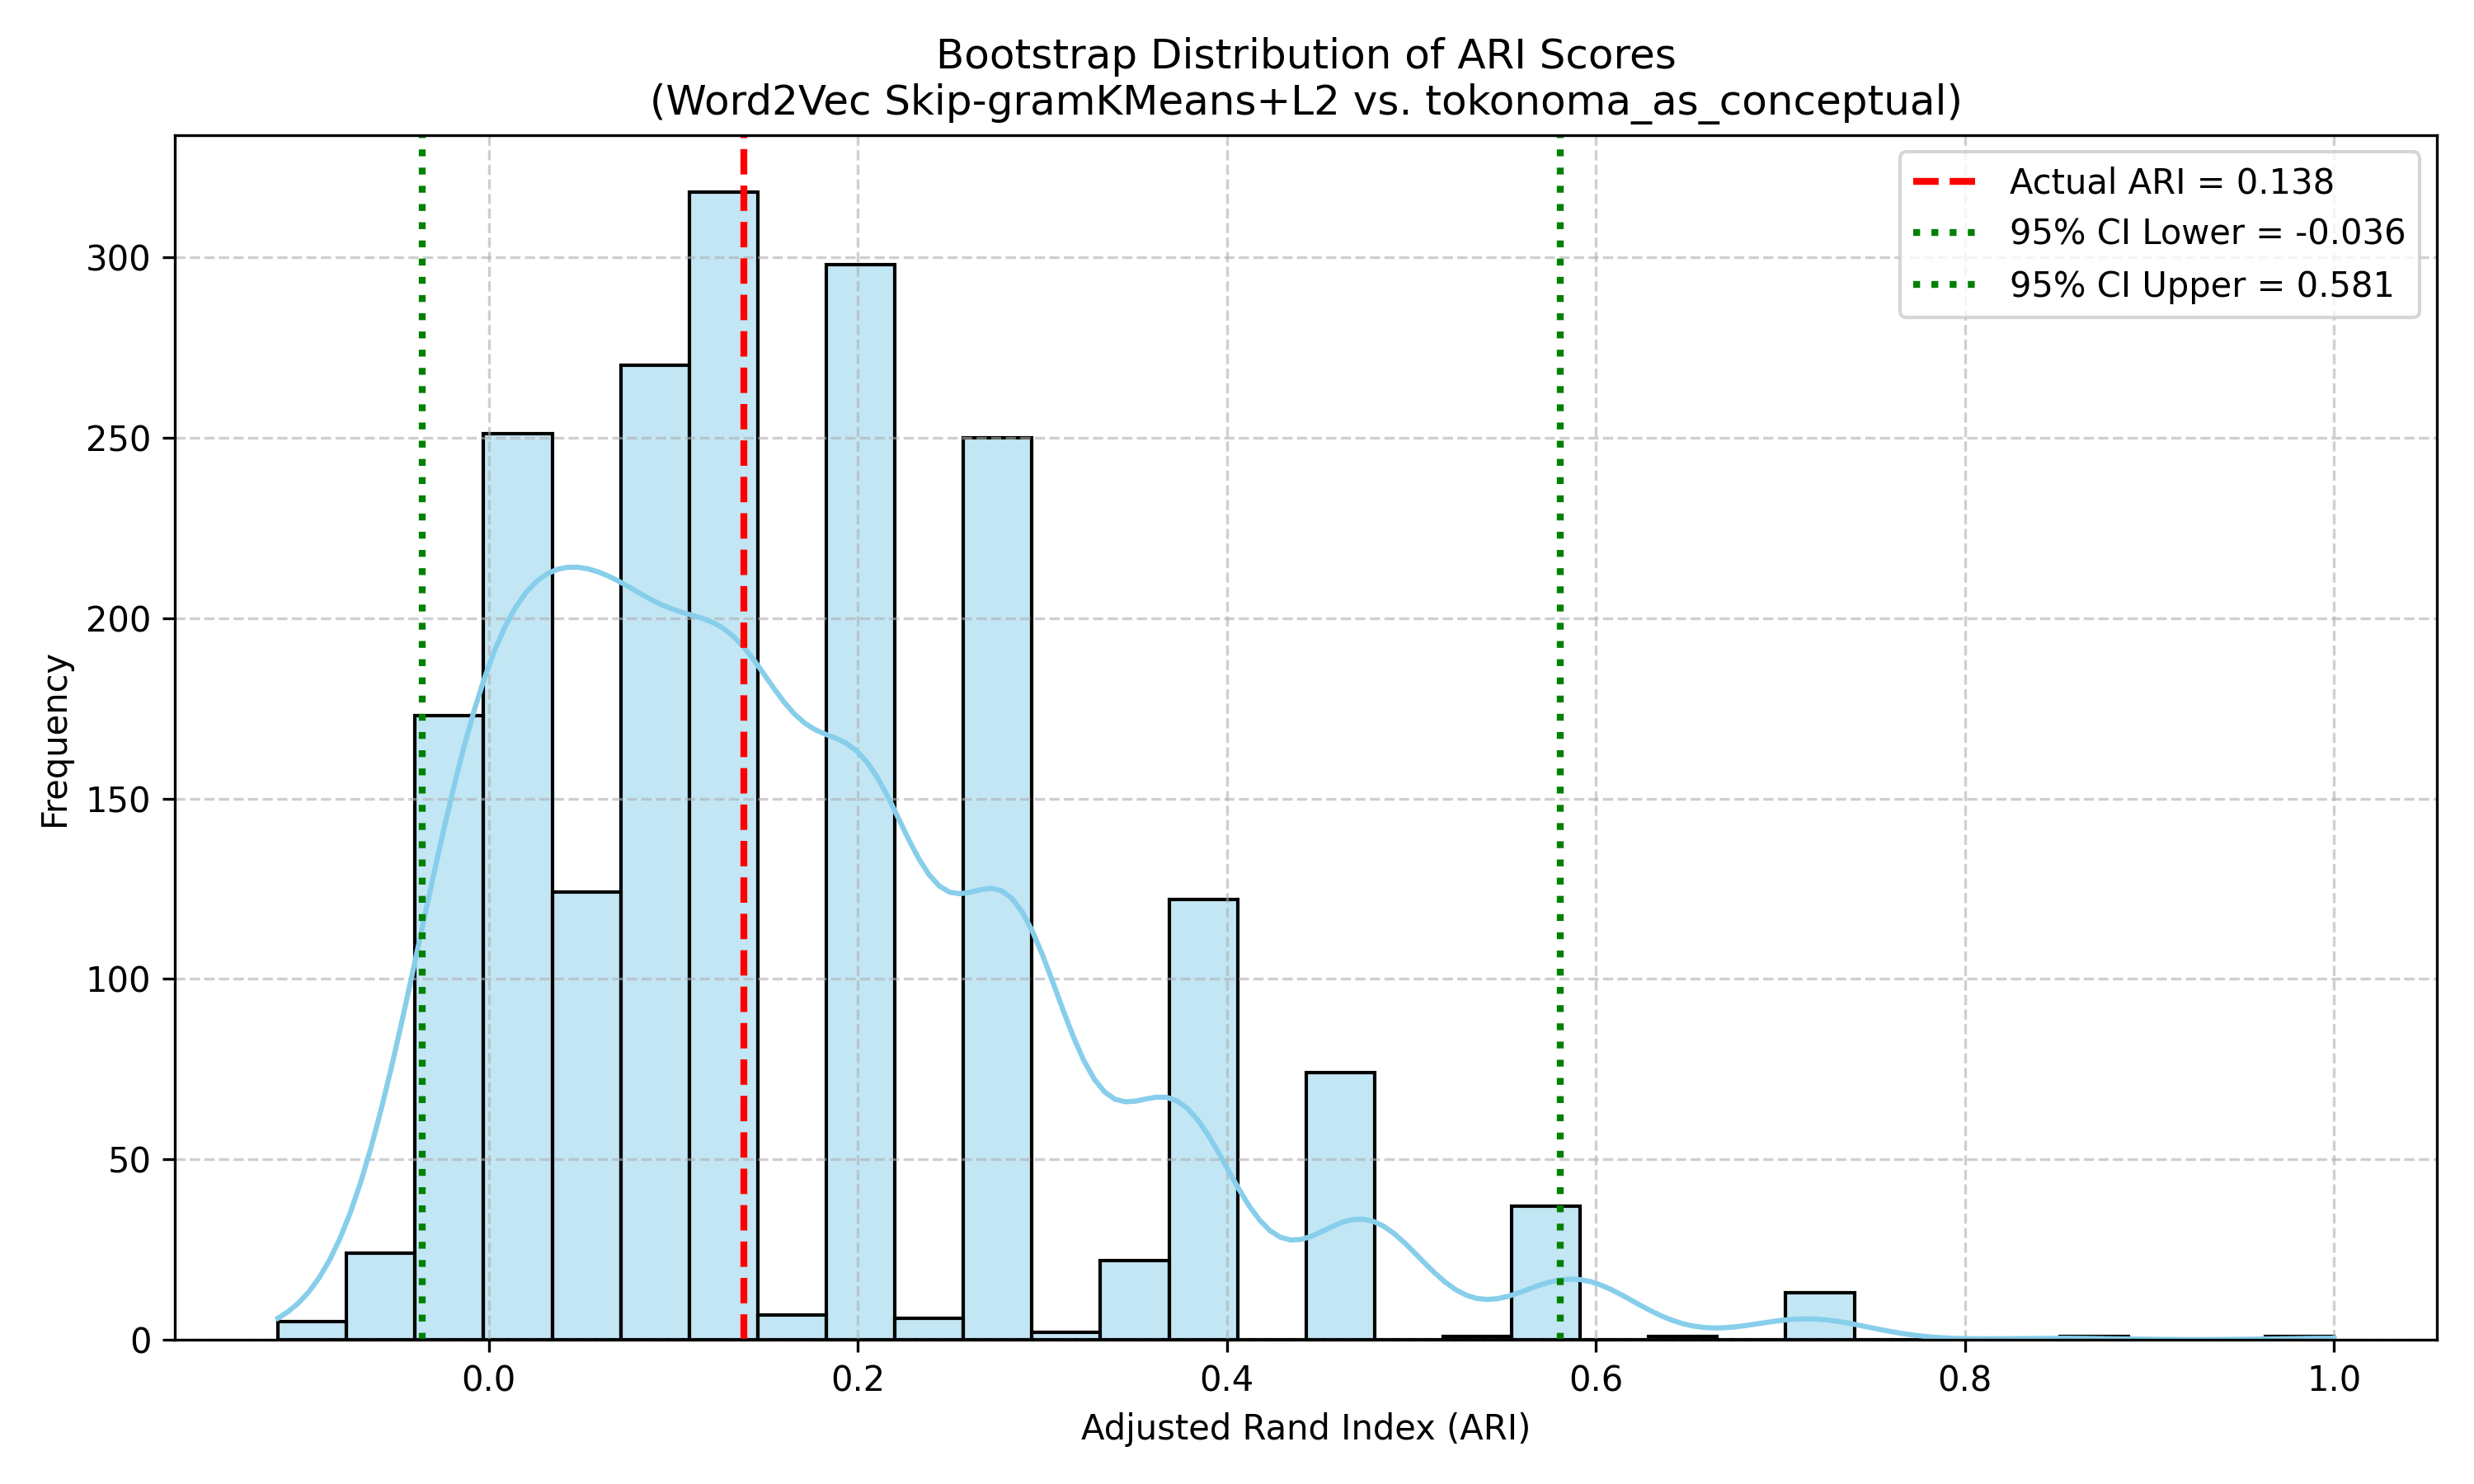 Bootstrap Distribution of ARI Scores
(Word2Vec Skip-gramKMeans+L2 vs. tokonoma_as_conceptual)
Actual ARI = 0.138
95% CI Lower = -0.036
95% CI Upper = 0.581
Frequency
300
250
200
150
100
50
0
0.0 0.2 0.4 0.6 0.8 1.0
Adjusted Rand Index (ARI)